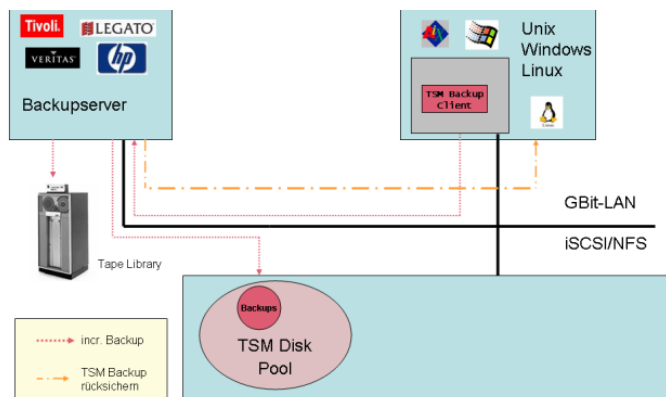 Tivoli.
LEGATO
VERITAS
hp
Backupserver
Unix
Windows
Linux
TSM Backup
Client
Linux
GBit-LAN
iSCSI/NFS
Tape Library
Backups
TSM Disk
Pool
incr. Backup
TSM Backup
rücksichern